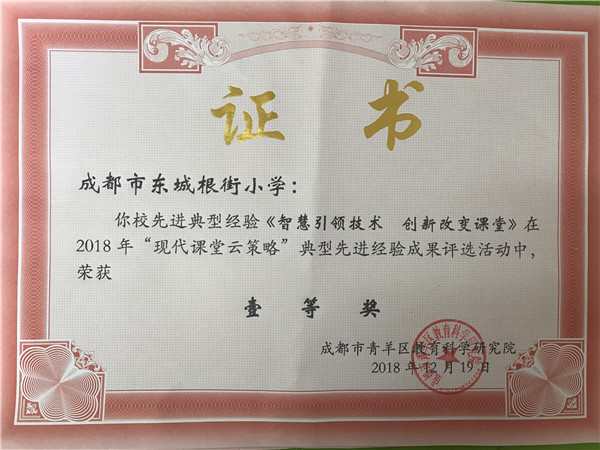 证 书
成都市东城根街小学：
你校先进典型经验《智慧引领技术 创新改变课堂》在
2018年“现代课堂云策略”典型先进经验成果评选活动中，
荣获
壹 等 奖
成都市青羊区教育科学研究院
2018年12月19日